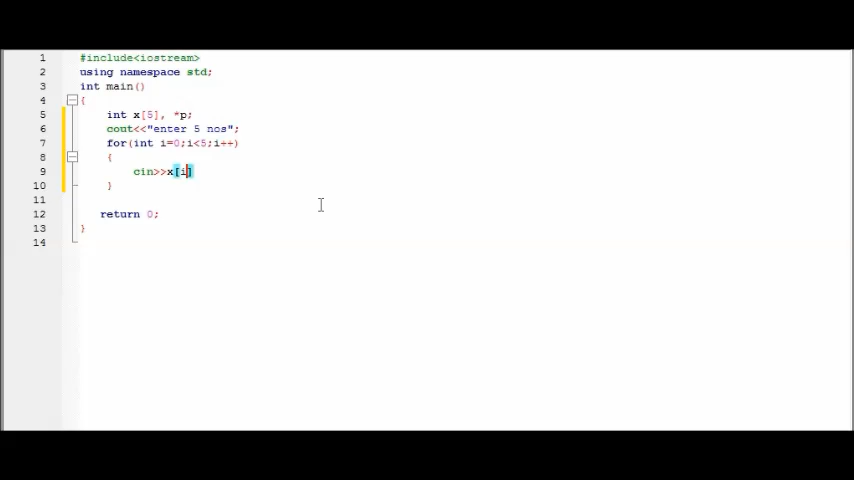 1 #include<iostream>
2 using namespace std;
3 int main()
4 {
5 int x[5], *p;
6 cout<<"enter 5 nos";
7 for(int i=0;i<5;i++)
8 {
9 cin>>x[i]
10 }
11
12 return 0;
13 }
14